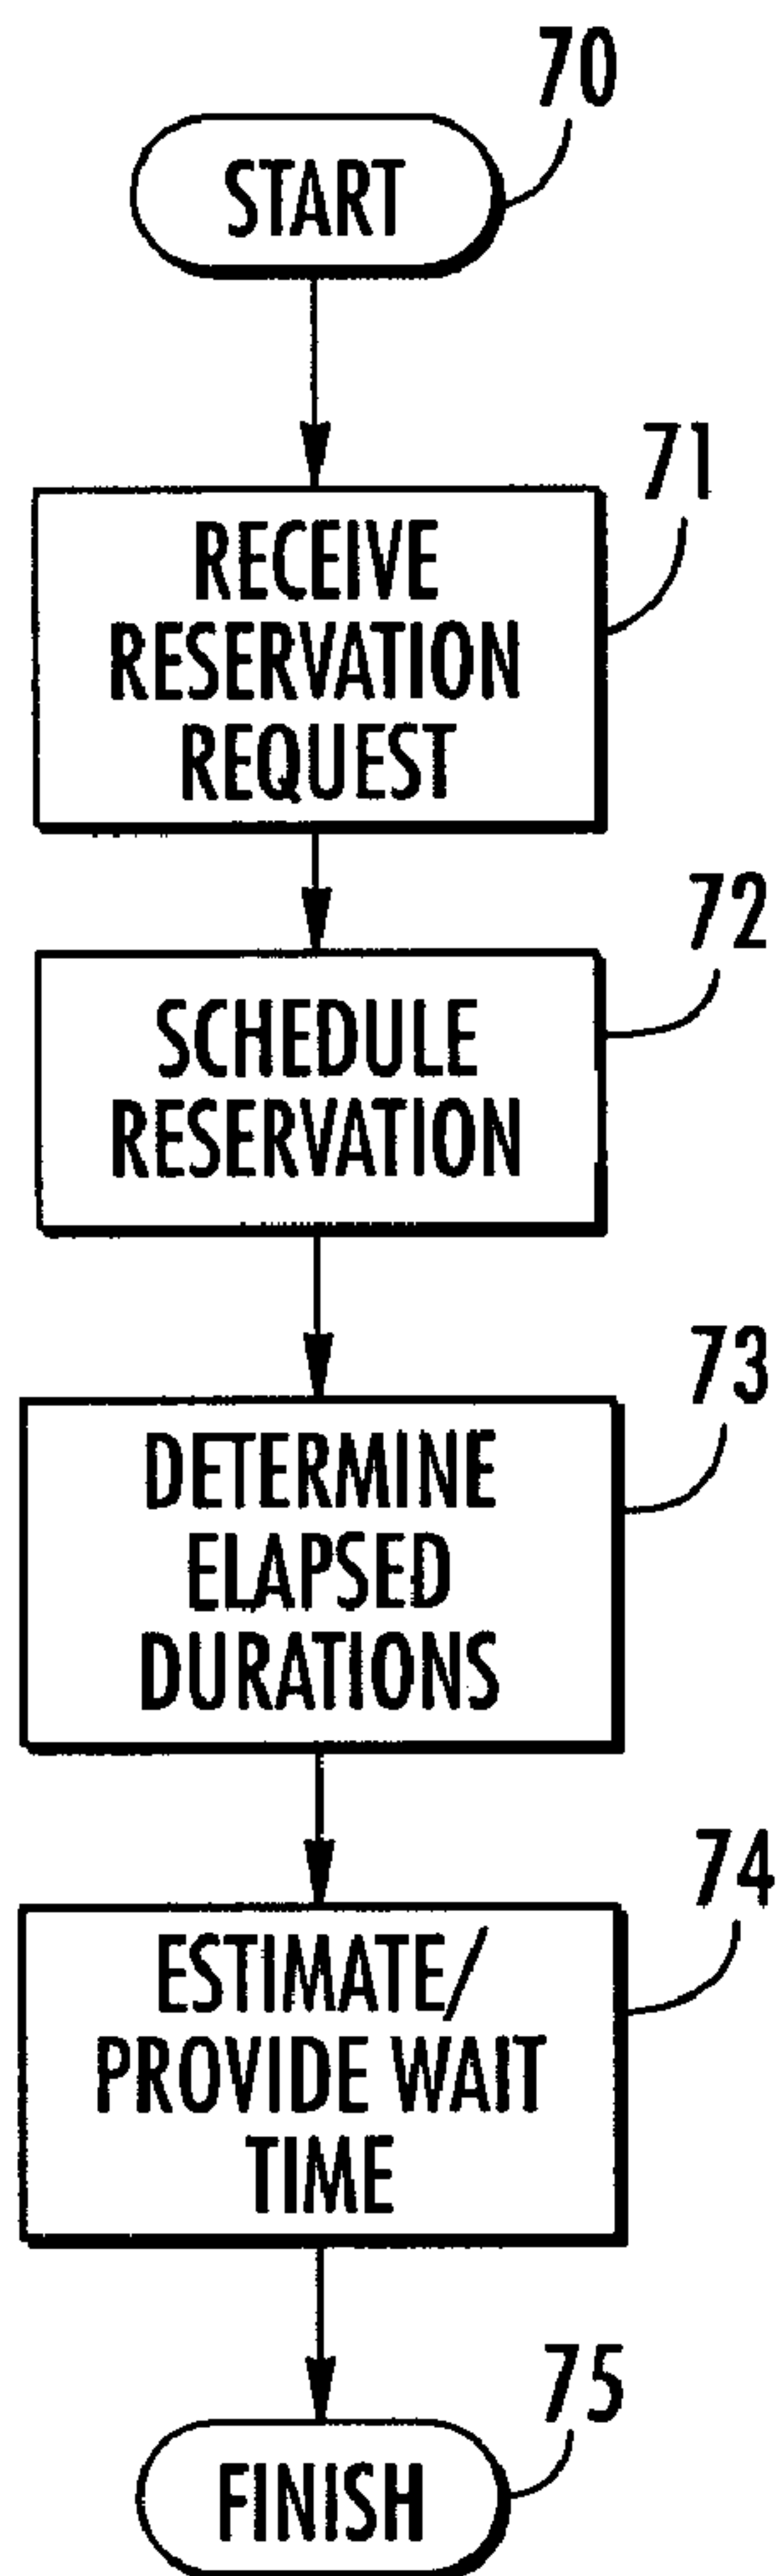 70
START
71
RECEIVE
RESERVATION
REQUEST
72
SCHEDULE
RESERVATION
73
DETERMINE
ELAPSED
DURATIONS
74
ESTIMATE/
PROVIDE WAIT
TIME
75
FINISH